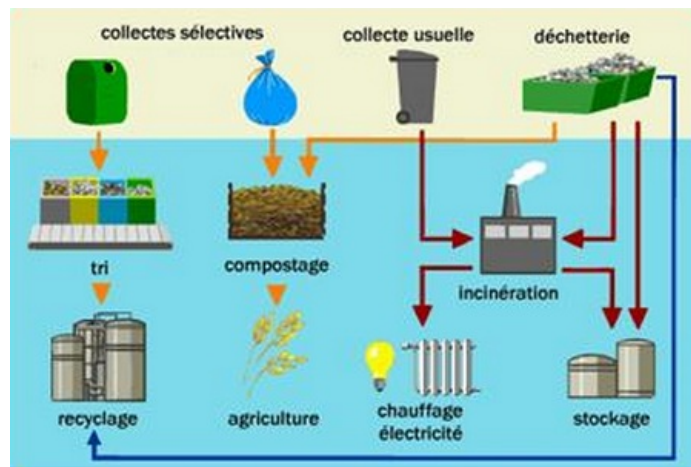 collectes sélectives
collecte usuelle
déchetterie
tri
compostage
incinération
recyclage
agriculture
chauffage
électricité
stockage